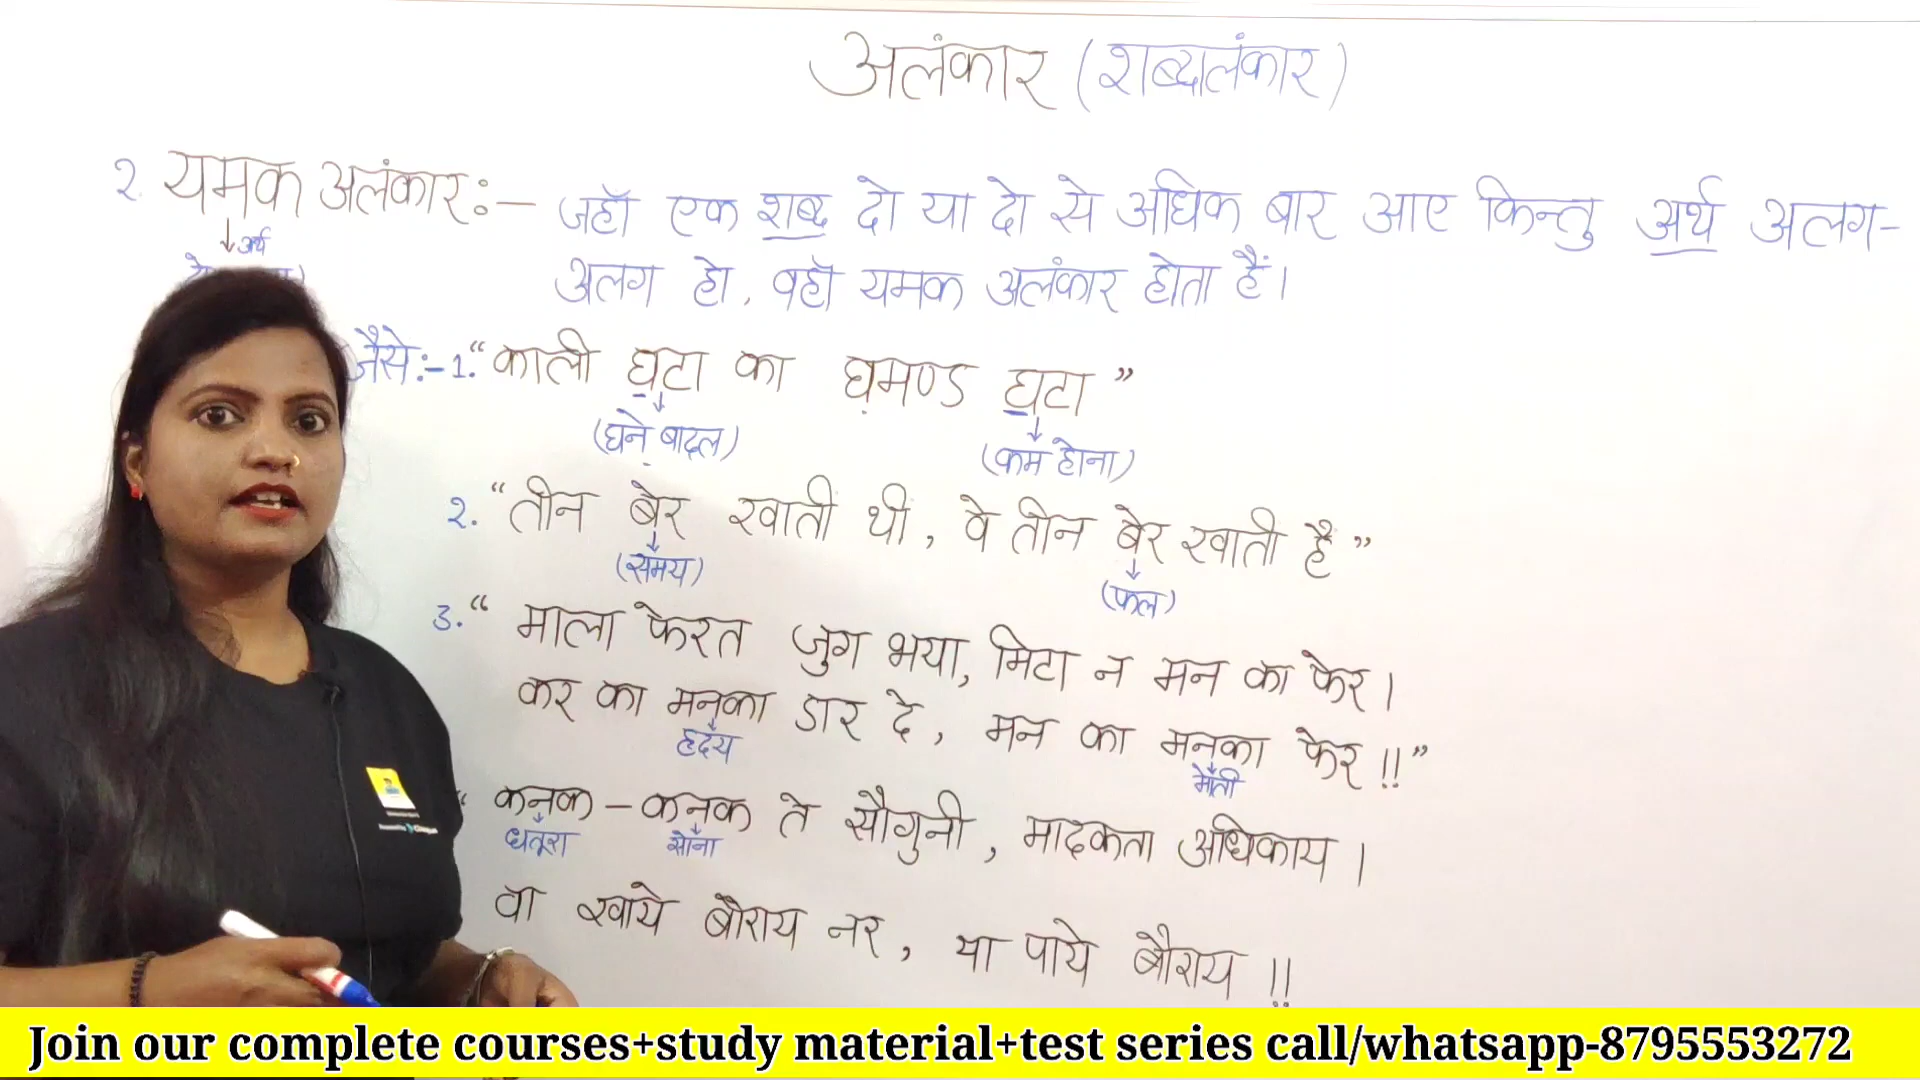 अलंकार (शब्दालंकार)
२. यमक अलंकारः:— जहाँ एक शब्द दो या दो से अधिक बार आए किन्तु अर्थ अलग-
↓ अर्थ
अलग हो, वहाँ यमक अलंकार होता हैं।
जैसे:- 1. “काली घटा का घमण्ड घटा”
(घने बादल) (कम होना)
२. “तीन बेर खाती थी, वे तीन बेर खाती है”
(समय) (फल)
3. “माला फेरत जुग भया, मिटा न मन का फेर।
कर का मनका डार दे, मन का मनका फेर!!”
हृदय मोती
“कनक – कनक ते सौगुनी, मादकता अधिकाय।
धतूरा सोना
वा खाये बौराय नर, या पाये बौराय !!
Join our complete courses+study material+test series call/whatsapp-8795553272